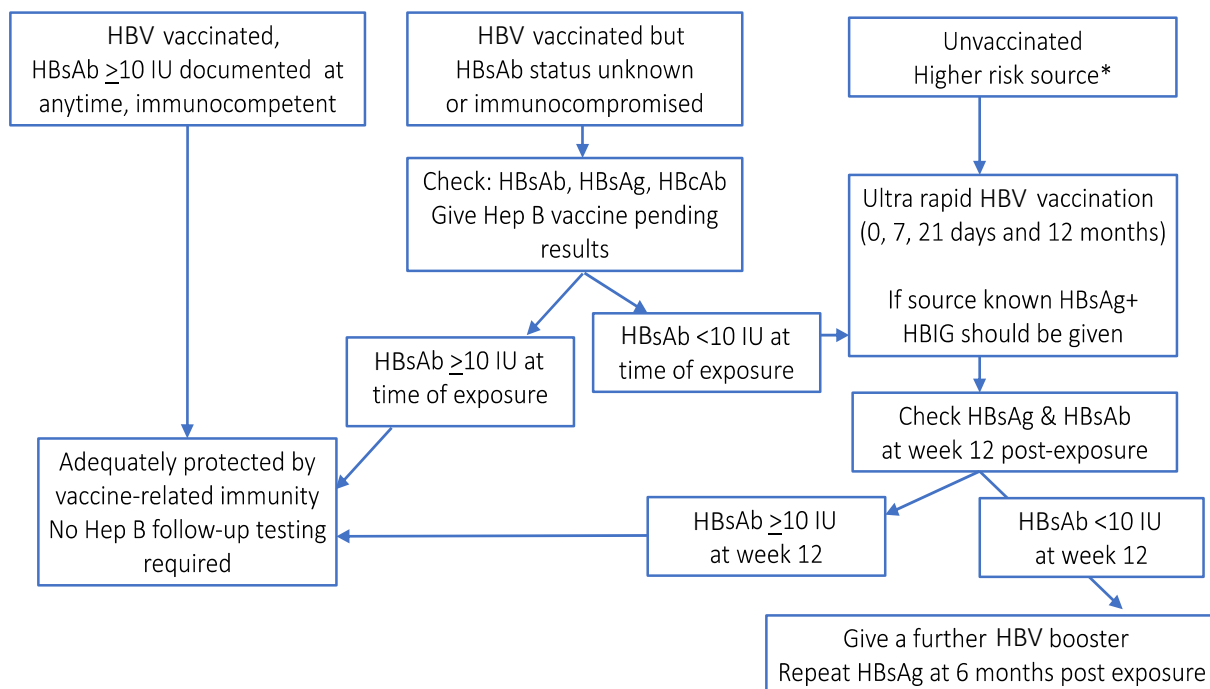 HBV vaccinated,
HBsAb ≥10 IU documented at
anytime, immunocompetent
HBV vaccinated but
HBsAb status unknown
or immunocompromised
Unvaccinated
Higher risk source*
Check: HBsAb, HBsAg, HBcAb
Give Hep B vaccine pending
results
Ultra rapid HBV vaccination
(0, 7, 21 days and 12 months)
If source known HBsAg+
HBIG should be given
HBsAb ≥10 IU at
time of exposure
HBsAb <10 IU at
time of exposure
Check HBsAg & HBsAb
at week 12 post-exposure
Adequately protected by
vaccine-related immunity
No Hep B follow-up testing
required
HBsAb ≥10 IU
at week 12
HBsAb <10 IU
at week 12
Give a further HBV booster
Repeat HBsAg at 6 months post exposure